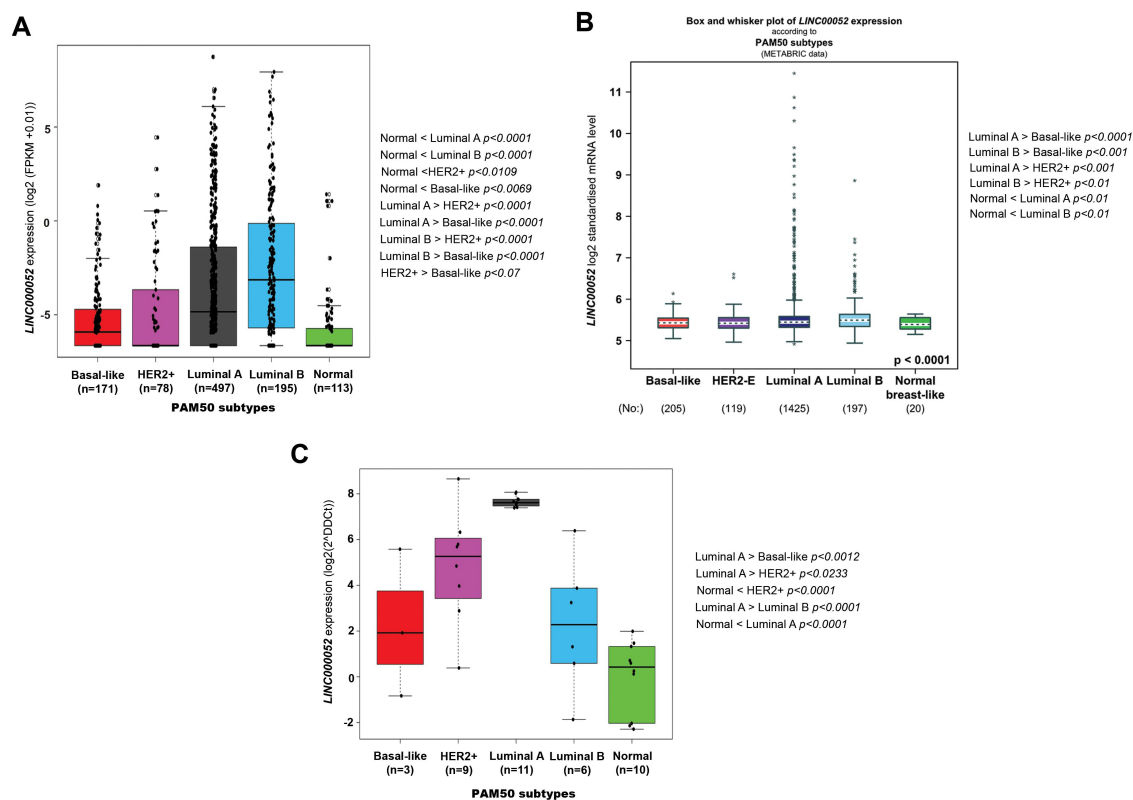 A
LINC000052 expression (log2 (FPKM +0.01))
5
0
-5
Basal-like
(n=171)
HER2+
(n=78)
Luminal A
(n=497)
Luminal B
(n=195)
Normal
(n=113)
PAM50 subtypes
Normal < Luminal A p<0.0001
Normal < Luminal B p<0.0001
Normal <HER2+ p<0.0109
Normal < Basal-like p<0.0069
Luminal A > HER2+ p<0.0001
Luminal A > Basal-like p<0.0001
Luminal B > HER2+ p<0.0001
Luminal B > Basal-like p<0.0001
HER2+ > Basal-like p<0.07
B
Box and whisker plot of LINC00052 expression
according to
PAM50 subtypes
(METABRIC data)
LINC00052 log2 standardised mRNA level
11
10
9
8
7
6
5
p < 0.0001
Basal-like
HER2-E
Luminal A
Luminal B
Normal
breast-like
(No:)
(205)
(119)
(1425)
(197)
(20)
Luminal A > Basal-like p<0.0001
Luminal B > Basal-like p<0.001
Luminal A > HER2+ p<0.001
Luminal B > HER2+ p<0.01
Normal < Luminal A p<0.01
Normal < Luminal B p<0.01
C
LINC000052 expression (log2(2^DDCt))
8
6
4
2
0
-2
Basal-like
(n=3)
HER2+
(n=9)
Luminal A
(n=11)
Luminal B
(n=6)
Normal
(n=10)
PAM50 subtypes
Luminal A > Basal-like p<0.0012
Luminal A > HER2+ p<0.0233
Normal < HER2+ p<0.0001
Luminal A > Luminal B p<0.0001
Normal < Luminal A p<0.0001